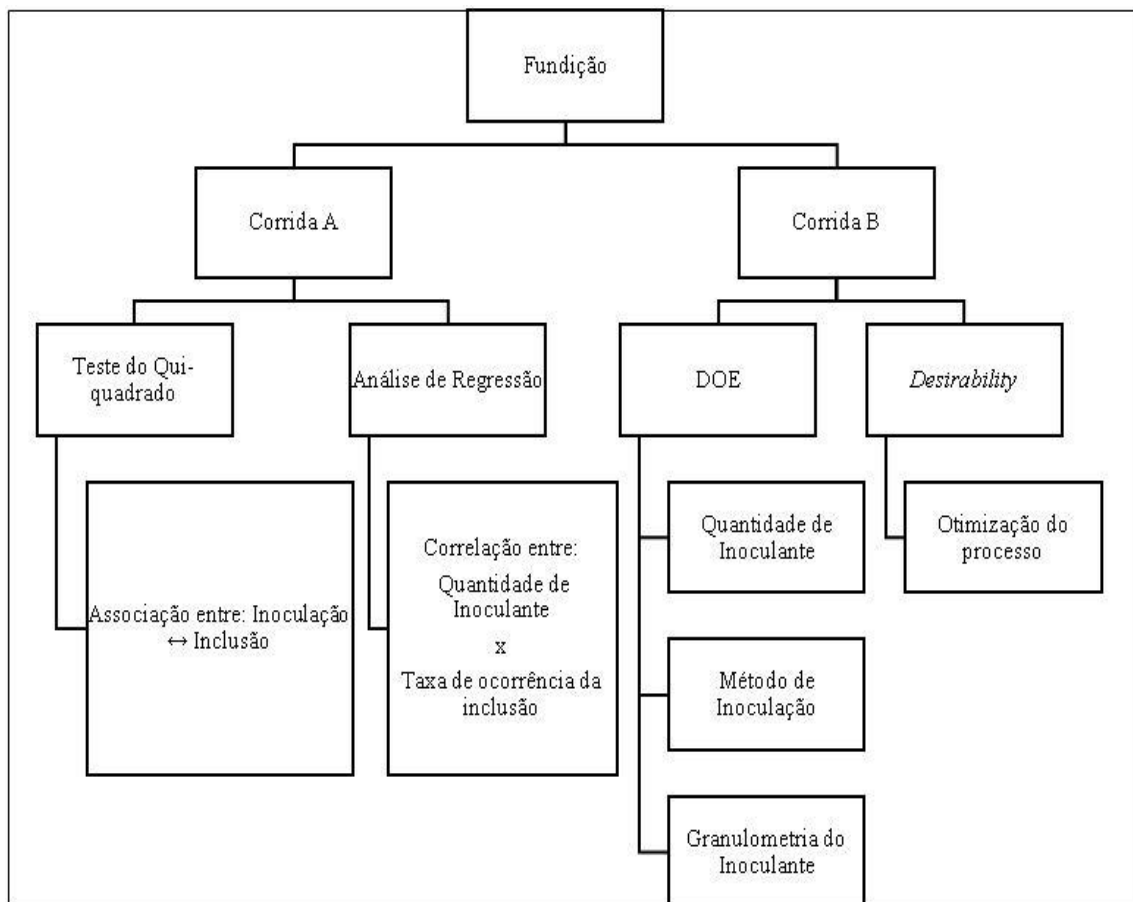 Fundição
Corrida A
Corrida B
Teste do Qui-
quadrado
Análise de Regressão
DOE
Desirability
Associação entre: Inoculação
↔ Inclusão
Correlação entre:
Quantidade de
Inoculante
x
Taxa de ocorrência da
inclusão
Quantidade de
Inoculante
Otimização do
processo
Método de
Inoculação
Granulometria do
Inoculante